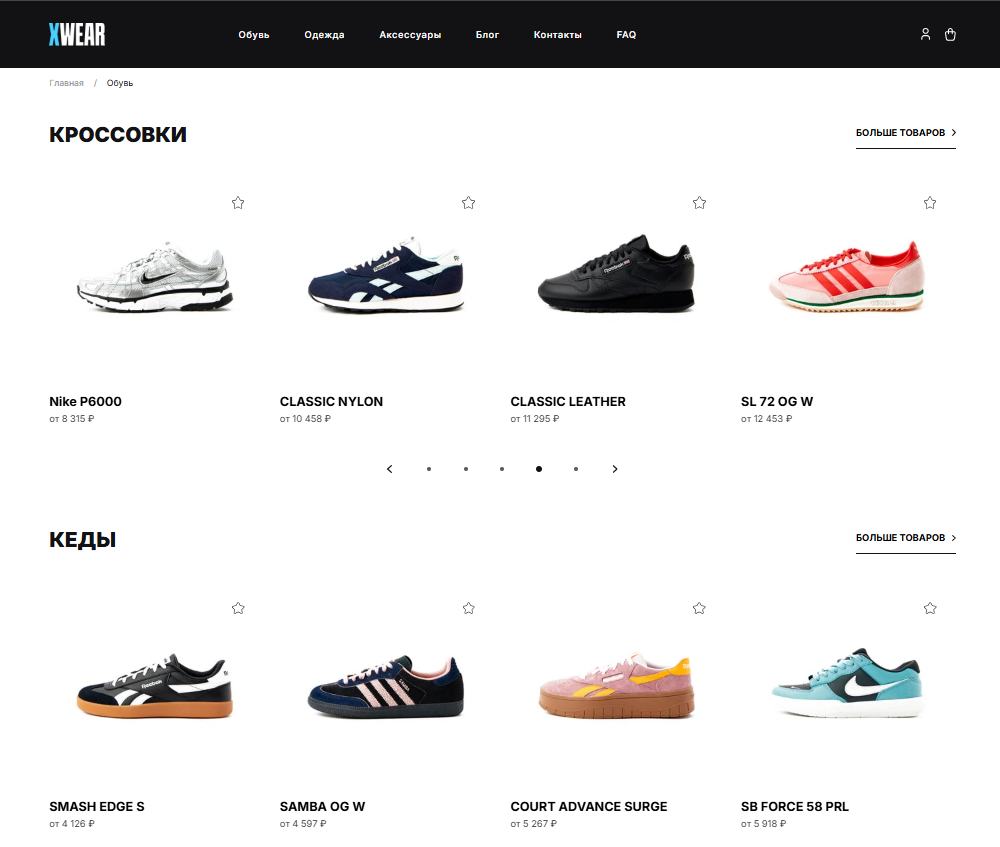 XWEAR
Обувь Одежда Аксессуары Блог Контакты FAQ
Главная / Обувь
КРОССОВКИ
БОЛЬШЕ ТОВАРОВ >
Nike P6000 CLASSIC NYLON CLASSIC LEATHER SL 72 OG W
от 8 315 ₽ от 10 458 ₽ от 11 295 ₽ от 12 453 ₽
КЕДЫ
БОЛЬШЕ ТОВАРОВ >
SMASH EDGE S SAMBA OG W COURT ADVANCE SURGE SB FORCE 58 PRL
от 4 126 ₽ от 4 597 ₽ от 5 267 ₽ от 5 918 ₽